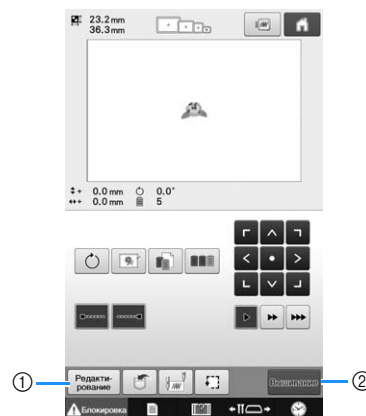 23.2 mm
36.3 mm
0.0 mm 0.0°
0.0 mm 5
① Редакти-
рование Вышивание ②
Блокировка